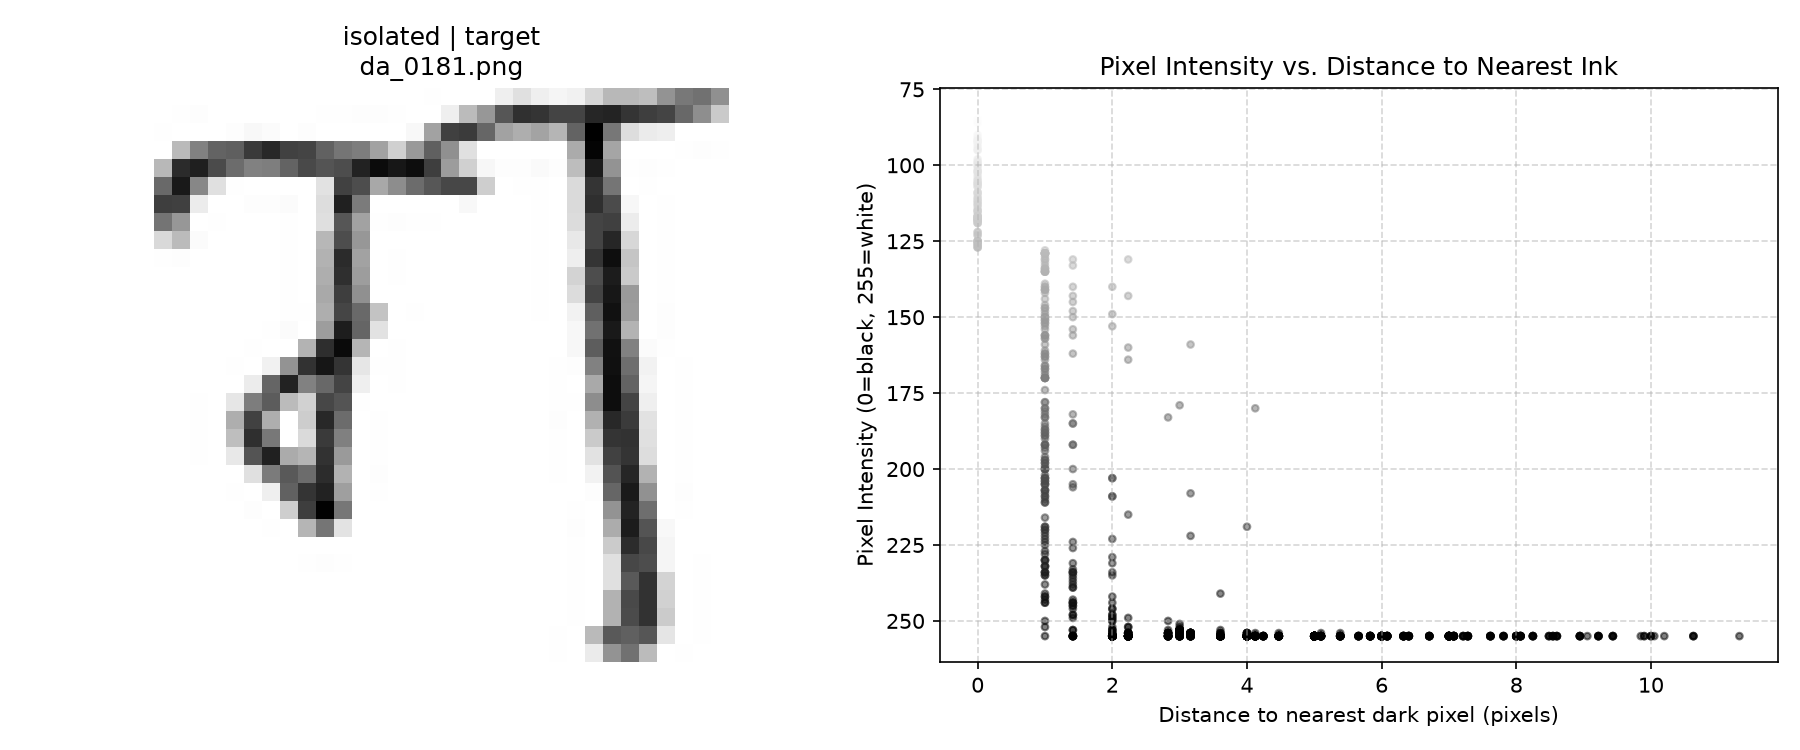 isolated | target
da_0181.png
ग
Pixel Intensity vs. Distance to Nearest Ink
Pixel Intensity (0=black, 255=white)
75
100
125
150
175
200
225
250
0 2 4 6 8 10
Distance to nearest dark pixel (pixels)